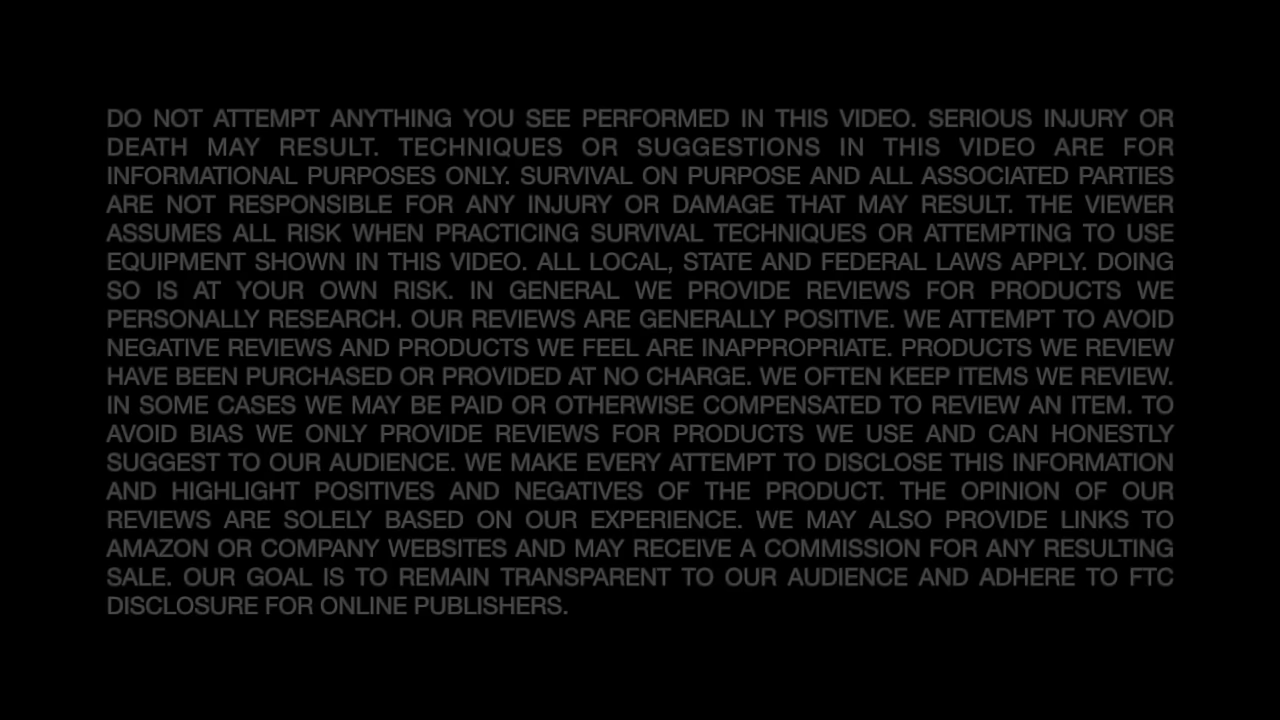 DO NOT ATTEMPT ANYTHING YOU SEE PERFORMED IN THIS VIDEO. SERIOUS INJURY OR
DEATH MAY RESULT. TECHNIQUES OR SUGGESTIONS IN THIS VIDEO ARE FOR
INFORMATIONAL PURPOSES ONLY. SURVIVAL ON PURPOSE AND ALL ASSOCIATED PARTIES
ARE NOT RESPONSIBLE FOR ANY INJURY OR DAMAGE THAT MAY RESULT. THE VIEWER
ASSUMES ALL RISK WHEN PRACTICING SURVIVAL TECHNIQUES OR ATTEMPTING TO USE
EQUIPMENT SHOWN IN THIS VIDEO. ALL LOCAL, STATE AND FEDERAL LAWS APPLY. DOING
SO IS AT YOUR OWN RISK. IN GENERAL WE PROVIDE REVIEWS FOR PRODUCTS WE
PERSONALLY RESEARCH. OUR REVIEWS ARE GENERALLY POSITIVE. WE ATTEMPT TO AVOID
NEGATIVE REVIEWS AND PRODUCTS WE FEEL ARE INAPPROPRIATE. PRODUCTS WE REVIEW
HAVE BEEN PURCHASED OR PROVIDED AT NO CHARGE. WE OFTEN KEEP ITEMS WE REVIEW.
IN SOME CASES WE MAY BE PAID OR OTHERWISE COMPENSATED TO REVIEW AN ITEM. TO
AVOID BIAS WE ONLY PROVIDE REVIEWS FOR PRODUCTS WE USE AND CAN HONESTLY
SUGGEST TO OUR AUDIENCE. WE MAKE EVERY ATTEMPT TO DISCLOSE THIS INFORMATION
AND HIGHLIGHT POSITIVES AND NEGATIVES OF THE PRODUCT. THE OPINION OF OUR
REVIEWS ARE SOLELY BASED ON OUR EXPERIENCE. WE MAY ALSO PROVIDE LINKS TO
AMAZON OR COMPANY WEBSITES AND MAY RECEIVE A COMMISSION FOR ANY RESULTING
SALE. OUR GOAL IS TO REMAIN TRANSPARENT TO OUR AUDIENCE AND ADHERE TO FTC
DISCLOSURE FOR ONLINE PUBLISHERS.